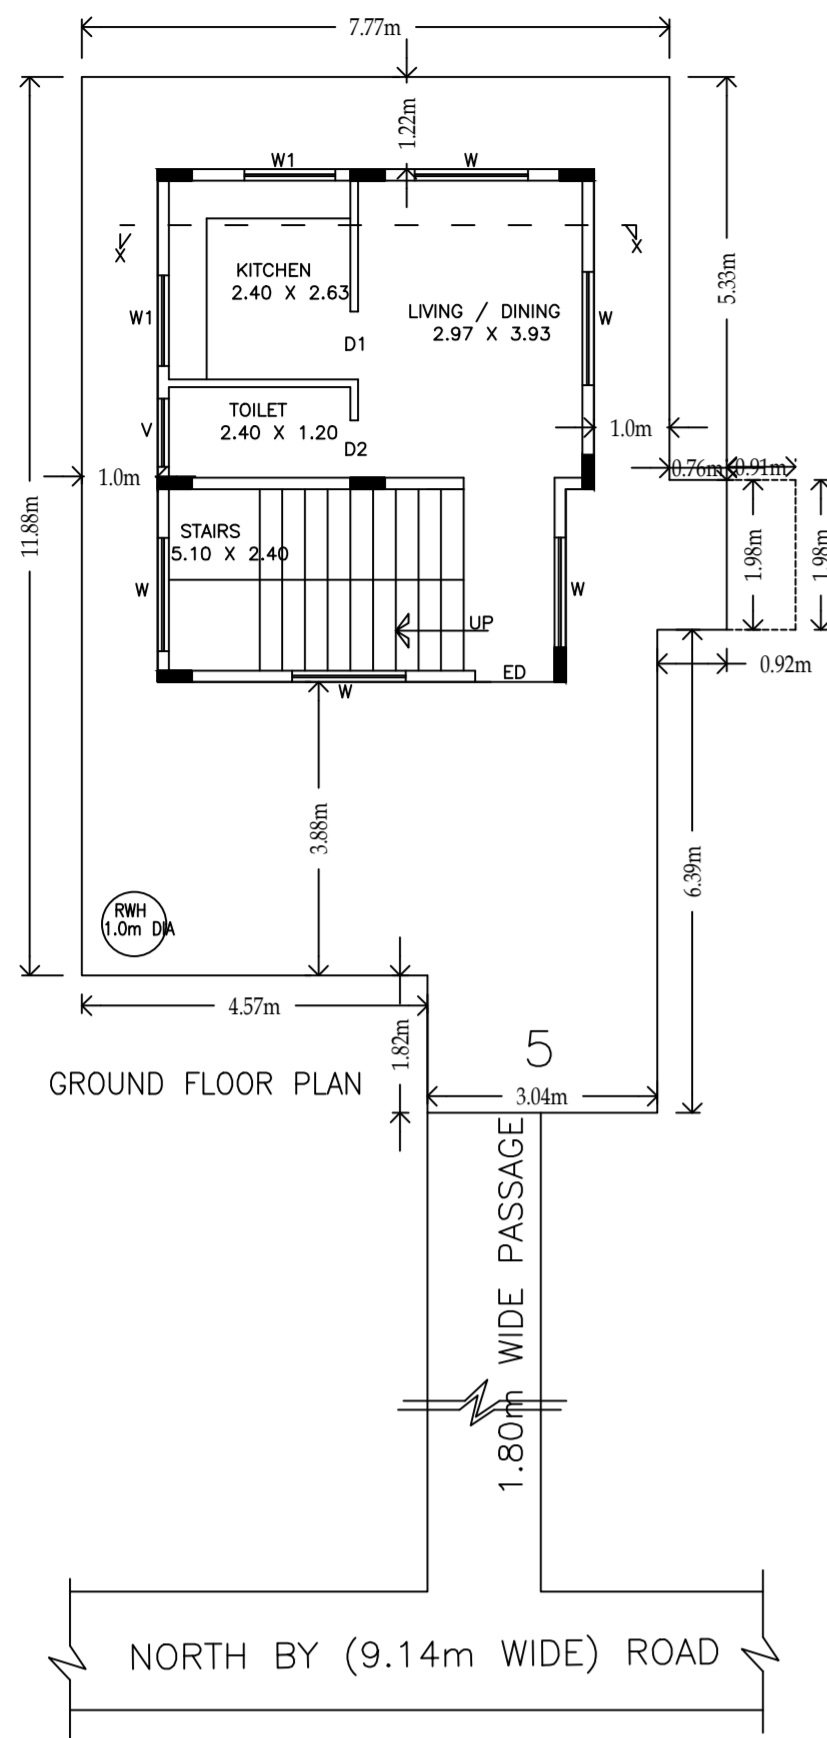 7.77m
1.22m
W1
W
X
X
5.33m
KITCHEN
2.40 X 2.63
LIVING / DINING
2.97 X 3.93
W1
W
D1
TOILET
2.40 X 1.20
V
D2
1.0m
1.0m
0.76m
0.91m
11.88m
STAIRS
5.10 X 2.40
1.98m
1.98m
W
W
UP
ED
W
0.92m
3.88m
6.39m
RWH
1.0m DIA
4.57m
1.82m
5
GROUND FLOOR PLAN
3.04m
1.80m WIDE PASSAGE
NORTH BY (9.14m WIDE) ROAD